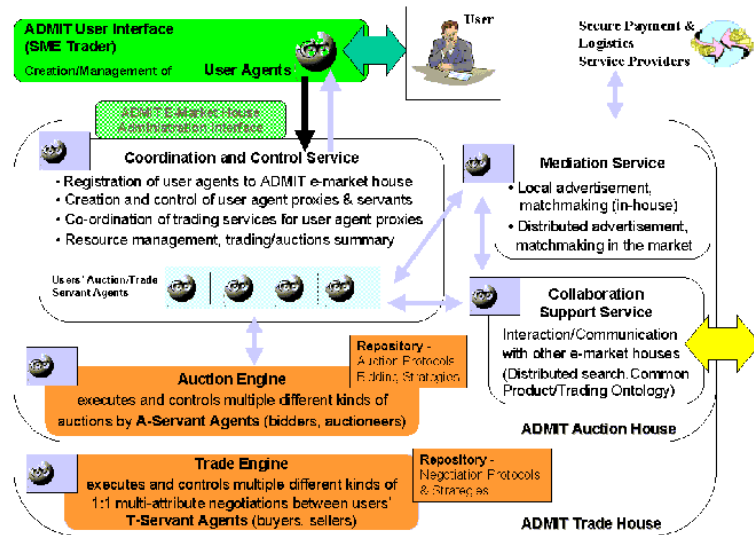 ADMIT User Interface
(SME Trader)
Creation/Management of
User Agents
User
Secure Payment &
Logistics
Service Providers
ADMIT E-Market House
Administration Interface
Coordination and Control Service
• Registration of user agents to ADMIT e-market house
• Creation and control of user agent proxies & servants
• Co-ordination of trading services for user agent proxies
• Resource management, trading/auctions summary
Users' Auction/Trade
Servant Agents
Mediation Service
• Local advertisement,
matchmaking (in-house)
• Distributed advertisement,
matchmaking in the market
Collaboration
Support Service
Interaction/Communication
with other e-market houses
(Distributed search, Common
Product/Trading Ontology)
Repository -
Auction Protocols
Bidding Strategies
Auction Engine
executes and controls multiple different kinds of
auctions by A-Servant Agents (bidders, auctioneers)
ADMIT Auction House
Trade Engine
executes and controls multiple different kinds of
1:1 multi-attribute negotiations between users'
T-Servant Agents (buyers, sellers)
Repository -
Negotiation Protocols
& Strategies
ADMIT Trade House